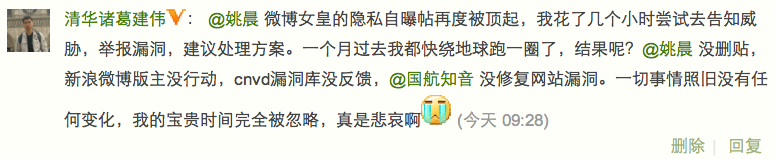 清华诸葛建伟V： @姚晨 微博女皇的隐私自曝帖再度被顶起，我花了几个小时尝试去告知威
胁，举报漏洞，建议处理方案。一个月过去我都快绕地球跑一圈了，结果呢？@姚晨 没删贴，
新浪微博版主没行动，cnvd漏洞库没反馈，@国航知音 没修复网站漏洞。一切事情照旧没有任
何变化，我的宝贵时间完全被忽略，真是悲哀啊 (今天 09:28)
删除 | 回复